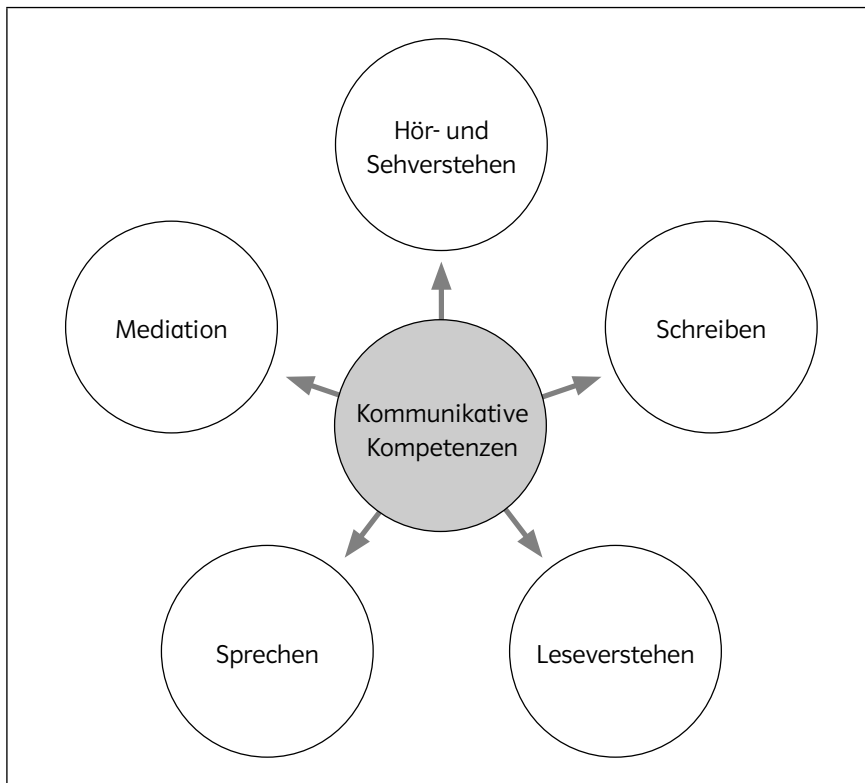 Hör- und
Sehverstehen
Mediation
Schreiben
Kommunikative
Kompetenzen
Sprechen
Leseverstehen